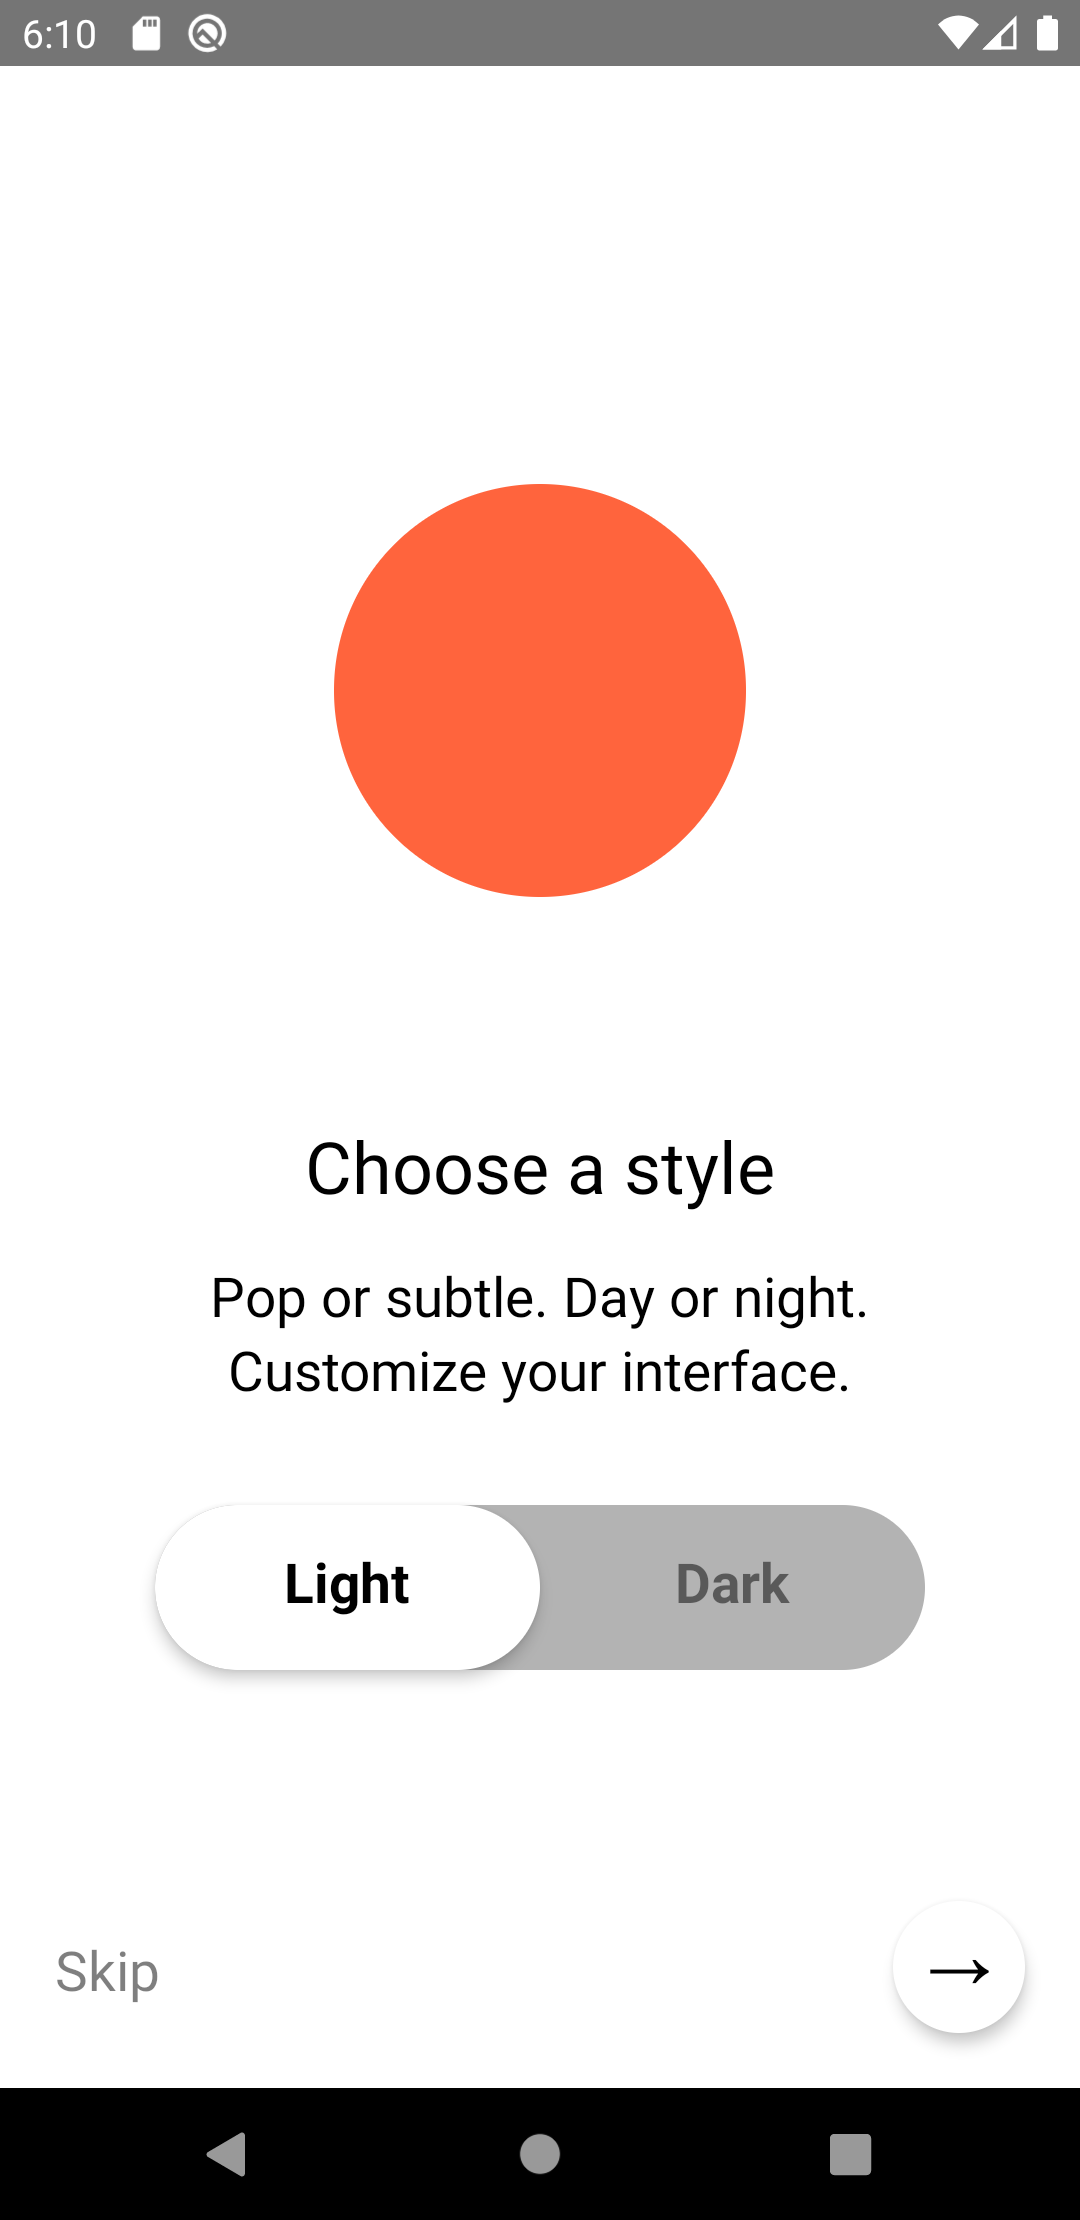 6:10
Choose a style
Pop or subtle. Day or night.
Customize your interface.
Light
Dark
Skip